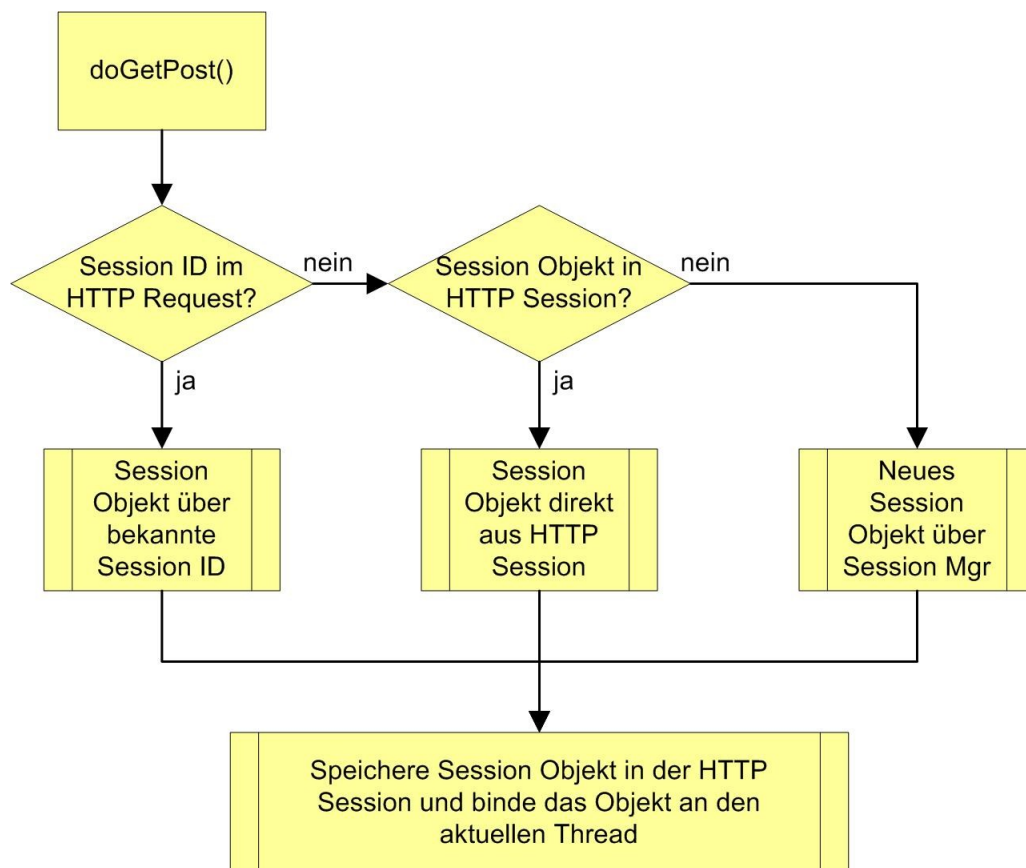 doGetPost()
Session ID im
HTTP Request?
nein
Session Objekt in
HTTP Session?
nein
ja
ja
Session
Objekt über
bekannte
Session ID
Session
Objekt direkt
aus HTTP
Session
Neues
Session
Objekt über
Session Mgr
Speichere Session Objekt in der HTTP
Session und binde das Objekt an den
aktuellen Thread